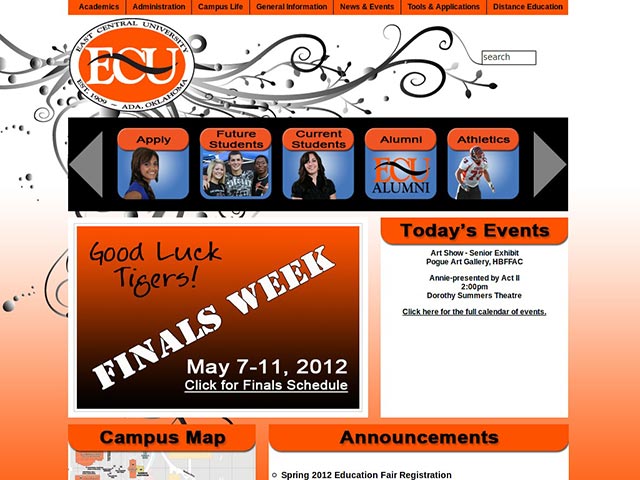 Academics Administration Campus Life General Information News & Events Tools & Applications Distance Education
EAST CENTRAL UNIVERSITY
ECU
EST. 1909 - ADA, OKLAHOMA
search
Apply
Future
Students
Current
Students
Alumni
ECU
ALUMNI
Athletics
Good Luck
Tigers!
FINALS WEEK
May 7-11, 2012
Click for Finals Schedule
Today's Events
Art Show - Senior Exhibit
Pogue Art Gallery, HBFFAC
Annie-presented by Act II
2:00pm
Dorothy Summers Theatre
Click here for the full calendar of events.
Campus Map
Announcements
Spring 2012 Education Fair Registration